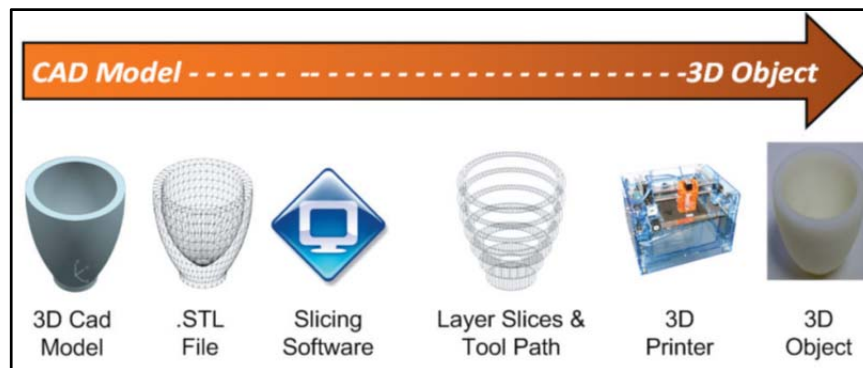 CAD Model - - - - - -  -- - - - - - - - - - - - - - - - - - - - - -3D Object
3D Cad
Model
.STL
File
Slicing
Software
Layer Slices &
Tool Path
3D
Printer
3D
Object